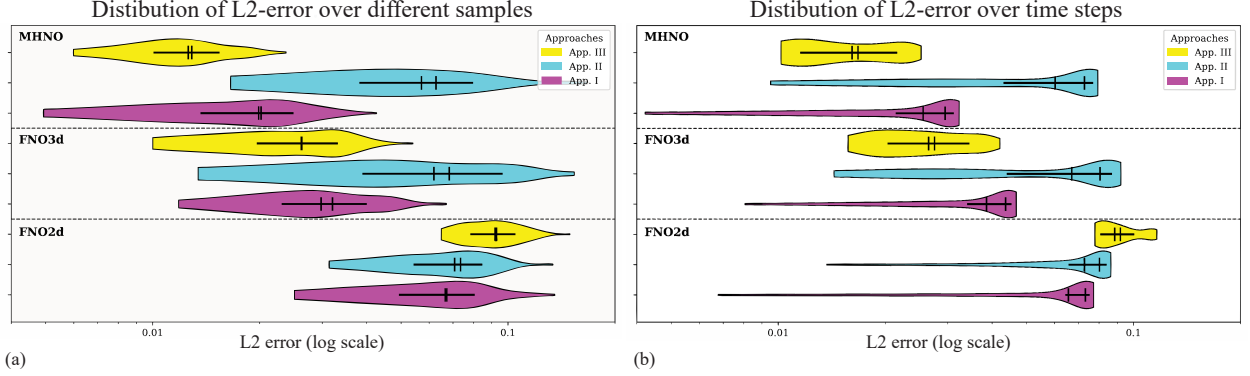 Distibution of L2-error over different samples
MHNO
Approaches
App. III
App. II
App. I
FNO3d
FNO2d
0.01
0.1
L2 error (log scale)
(a)
Distibution of L2-error over time steps
MHNO
Approaches
App. III
App. II
App. I
FNO3d
FNO2d
0.01
0.1
L2 error (log scale)
(b)